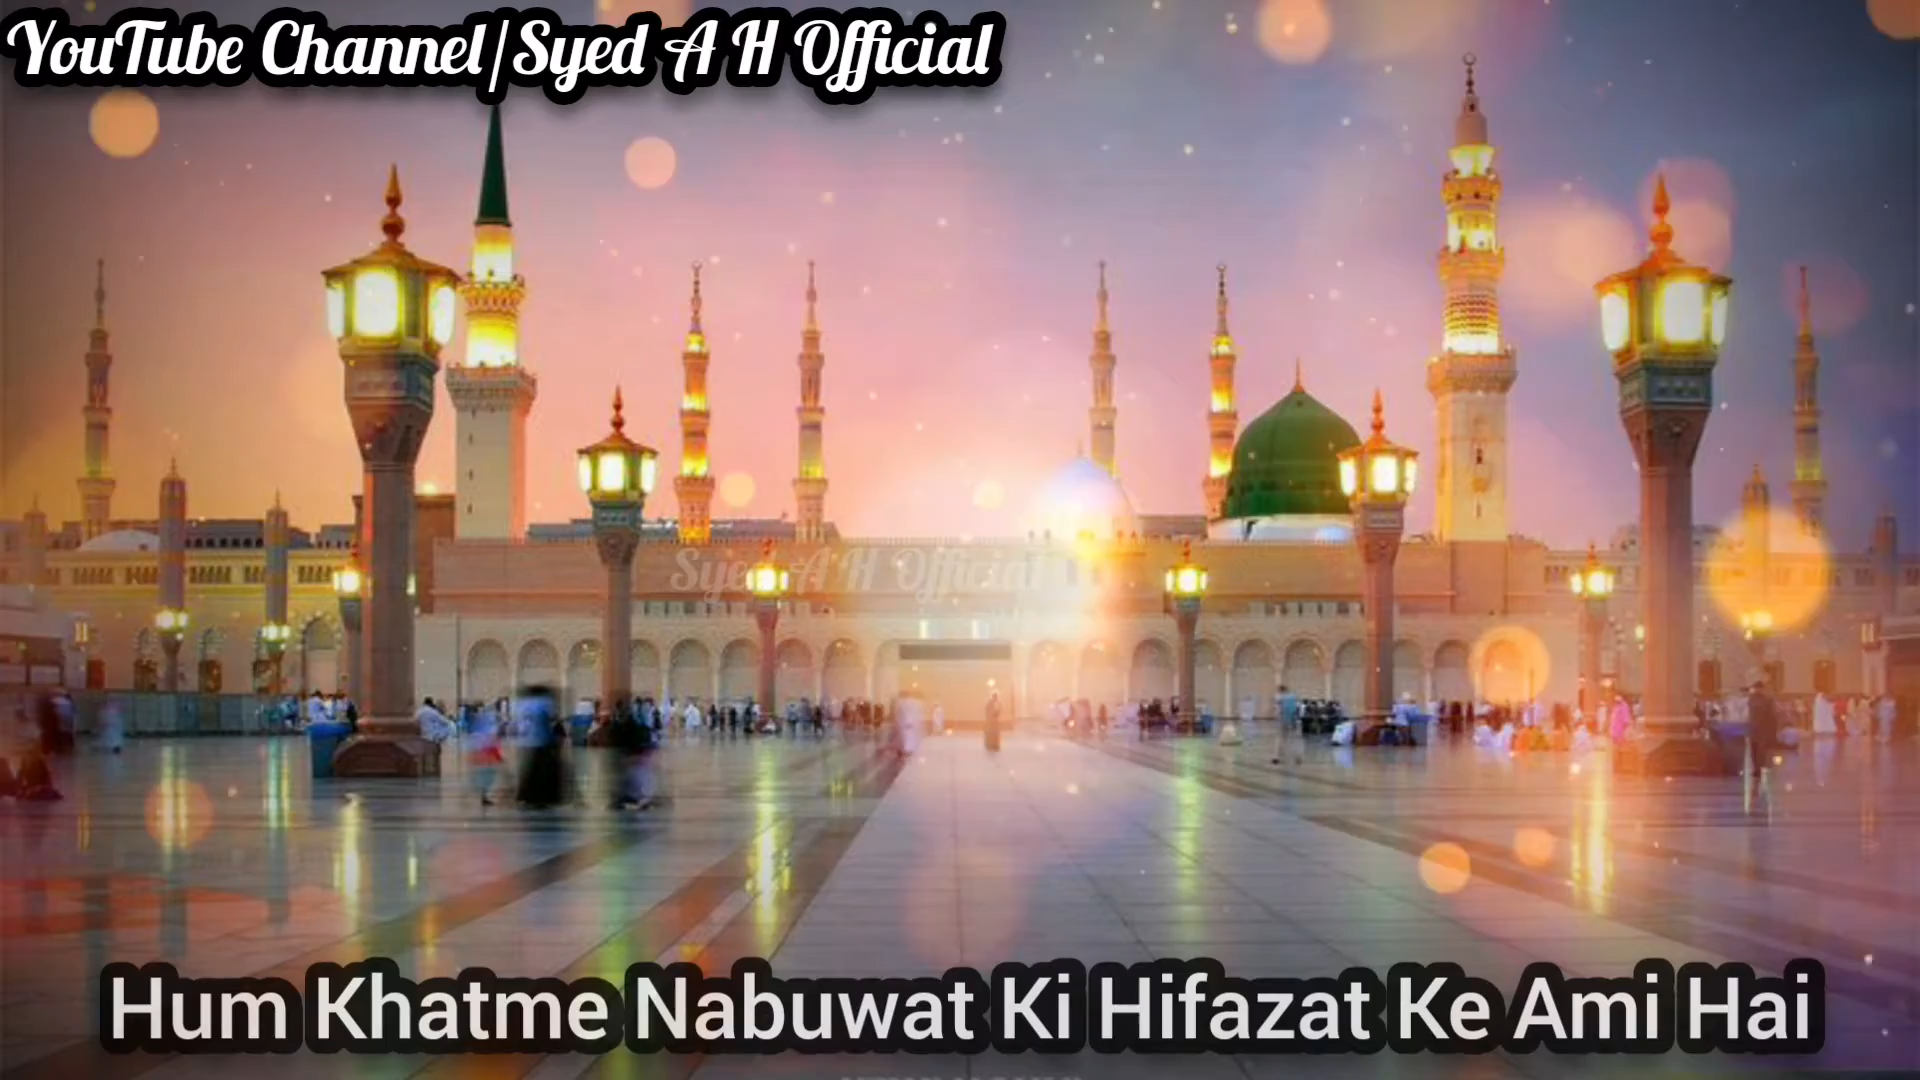 YouTube Channel/Syed A H Official
Syed A H Official
Hum Khatme Nabuwat Ki Hifazat Ke Ami Hai